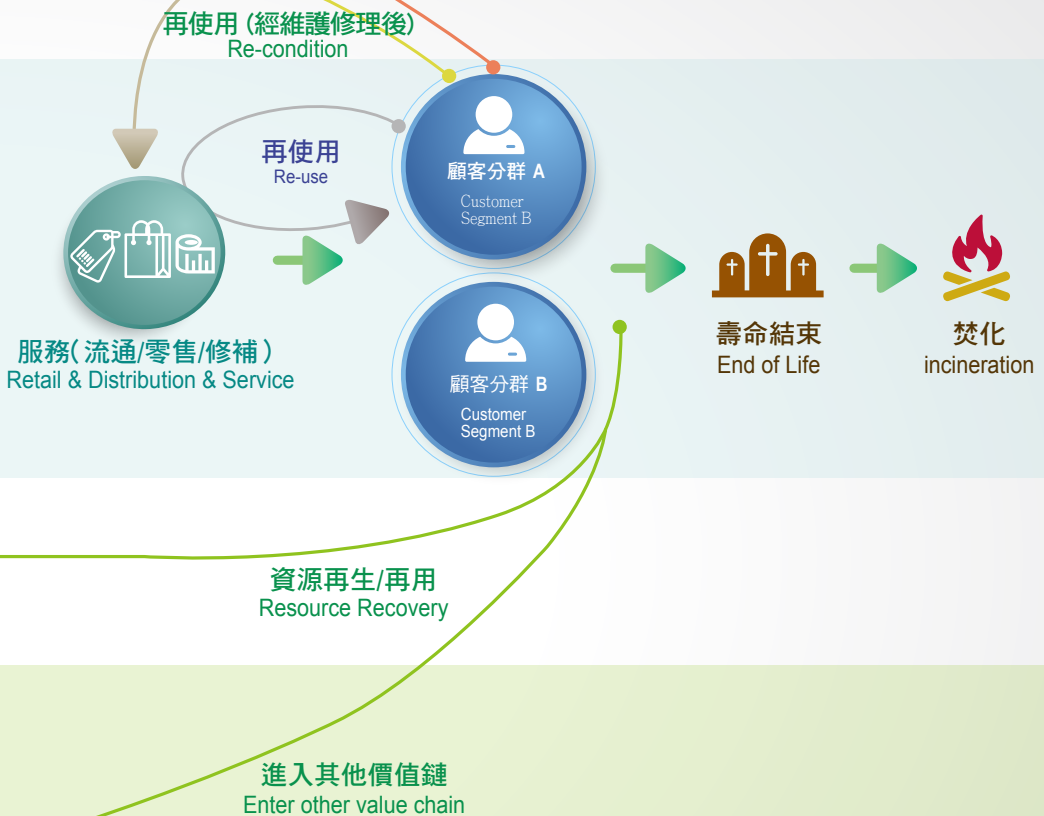 再使用 (經維護修理後)
Re-condition
再使用
Re-use
顧客分群 A
Customer
Segment B
服務(流通/零售/修補)
Retail & Distribution & Service
顧客分群 B
Customer
Segment B
壽命結束
End of Life
焚化
incineration
資源再生/再用
Resource Recovery
進入其他價值鏈
Enter other value chain